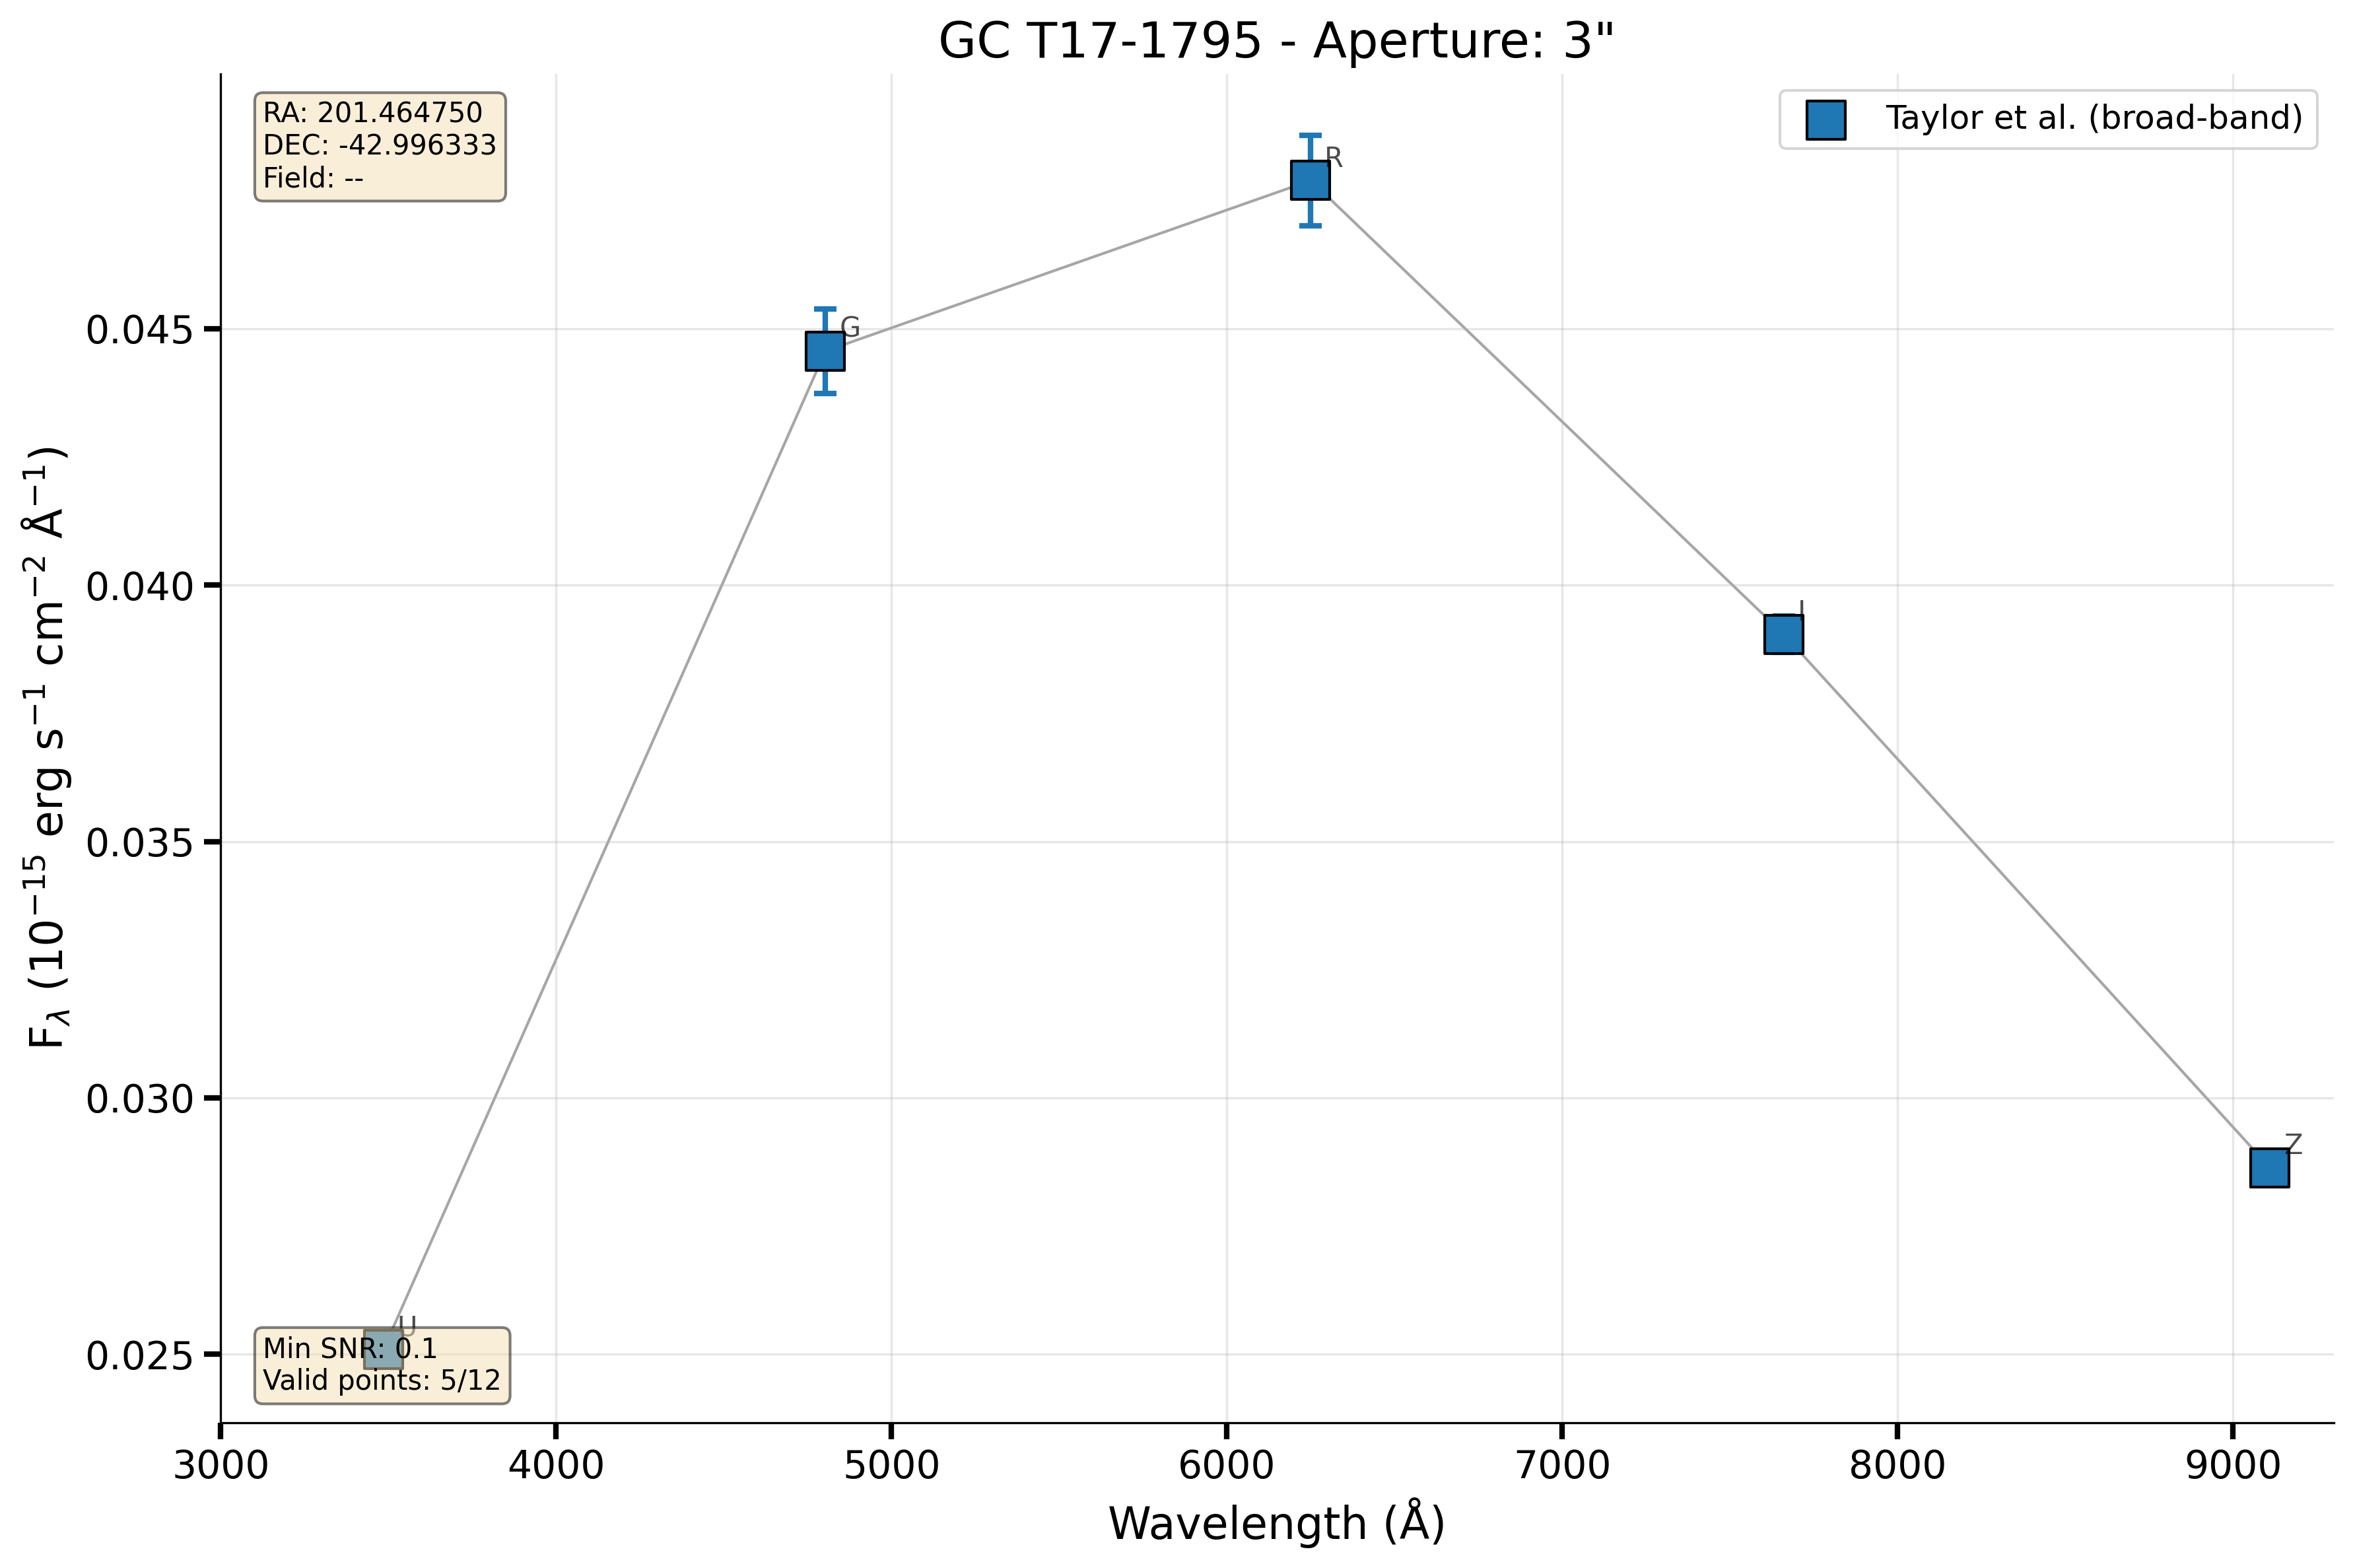 GC T17-1795 - Aperture: 3"
RA: 201.464750
DEC: -42.996333
Field: --
Taylor et al. (broad-band)
R
G
I
Z
U
Min SNR: 0.1
Valid points: 5/12
F_λ (10⁻¹⁵ erg s⁻¹ cm⁻² Å⁻¹)
0.045
0.040
0.035
0.030
0.025
3000 4000 5000 6000 7000 8000 9000
Wavelength (Å)